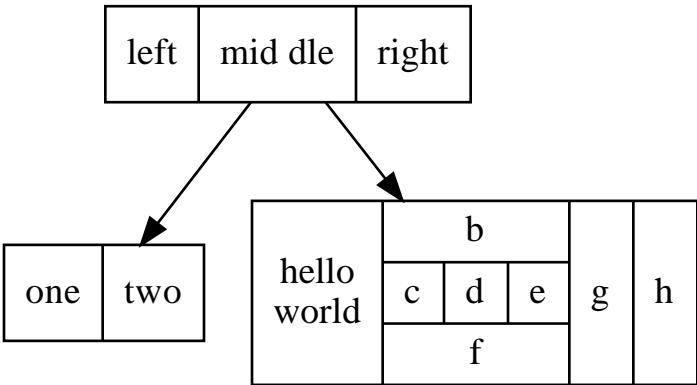 left mid dle right
one two
hello
world
b
c d e
f
g
h